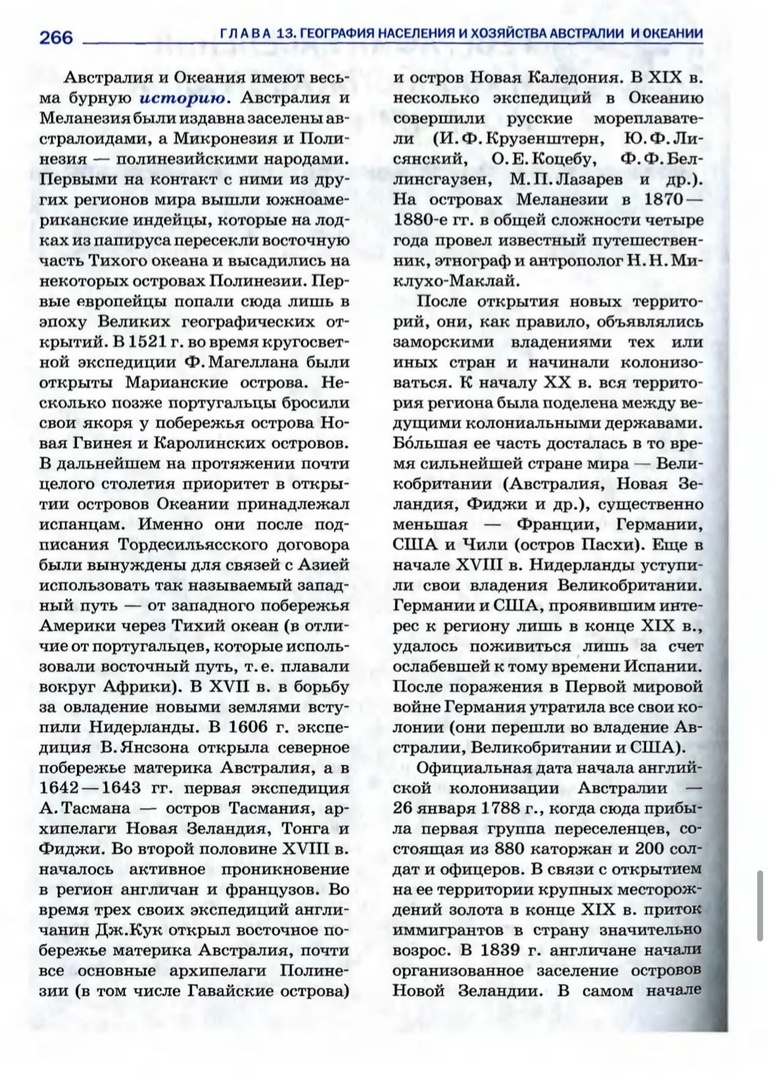 266
ГЛАВА 13. ГЕОГРАФИЯ НАСЕЛЕНИЯ И ХОЗЯЙСТВА АВСТРАЛИИ И ОКЕАНИИ
Австралия и Океания имеют весь-
ма бурную историю. Австралия и
Меланезия были издавна заселены ав-
стралоидами, а Микронезия и Поли-
незия — полинезийскими народами.
Первыми на контакт с ними из дру-
гих регионов мира вышли южноаме-
риканские индейцы, которые на лод-
ках из папируса пересекли восточную
часть Тихого океана и высадились на
некоторых островах Полинезии. Пер-
вые европейцы попали сюда лишь в
эпоху Великих географических от-
крытий. В 1521 г. во время кругосвет-
ной экспедиции Ф. Магеллана были
открыты Марианские острова. Не-
сколько позже португальцы бросили
свои якоря у побережья острова Но-
вая Гвинея и Каролинских островов.
В дальнейшем на протяжении почти
целого столетия приоритет в откры-
тии островов Океании принадлежал
испанцам. Именно они после под-
писания Тордесильясского договора
были вынуждены для связей с Азией
использовать так называемый запад-
ный путь — от западного побережья
Америки через Тихий океан (в отли-
чие от португальцев, которые исполь-
зовали восточный путь, т. е. плавали
вокруг Африки). В XVII в. в борьбу
за овладение новыми землями всту-
пили Нидерланды. В 1606 г. экспе-
диция В. Янсзона открыла северное
побережье материка Австралия, а в
1642 — 1643 гг. первая экспедиция
А. Тасмана — остров Тасмания, ар-
хипелаги Новая Зеландия, Тонга и
Фиджи. Во второй половине XVIII в.
началось активное проникновение
в регион англичан и французов. Во
время трех своих экспедиций англи-
чанин Дж.Кук открыл восточное по-
бережье материка Австралия, почти
все основные архипелаги Полине-
зии (в том числе Гавайские острова)
и остров Новая Каледония. В XIX в.
несколько экспедиций в Океанию
совершили русские мореплавате-
ли (И. Ф. Крузенштерн, Ю. Ф. Ли-
сянский, О. Е. Коцебу, Ф. Ф. Бел-
линсгаузен, М. П. Лазарев и др.).
На островах Меланезии в 1870 —
1880-е гг. в общей сложности четыре
года провел известный путешествен-
ник, этнограф и антрополог Н. Н. Ми-
клухо-Маклай.
После открытия новых террито-
рий, они, как правило, объявлялись
заморскими владениями тех или
иных стран и начинали колонизо-
ваться. К началу XX в. вся террито-
рия региона была поделена между ве-
дущими колониальными державами.
Бо́льшая ее часть досталась в то вре-
мя сильнейшей стране мира — Вели-
кобритании (Австралия, Новая Зе-
ландия, Фиджи и др.), существенно
меньшая — Франции, Германии,
США и Чили (остров Пасхи). Еще в
начале XVIII в. Нидерланды уступи-
ли свои владения Великобритании.
Германии и США, проявившим инте-
рес к региону лишь в конце XIX в.,
удалось поживиться лишь за счет
ослабевшей к тому времени Испании.
После поражения в Первой мировой
войне Германия утратила все свои ко-
лонии (они перешли во владение Ав-
стралии, Великобритании и США).
Официальная дата начала англий-
ской колонизации Австралии —
26 января 1788 г., когда сюда прибы-
ла первая группа переселенцев, со-
стоящая из 880 каторжан и 200 сол-
дат и офицеров. В связи с открытием
на ее территории крупных месторож-
дений золота в конце XIX в. приток
иммигрантов в страну значительно
возрос. В 1839 г. англичане начали
организованное заселение островов
Новой Зеландии. В самом начале